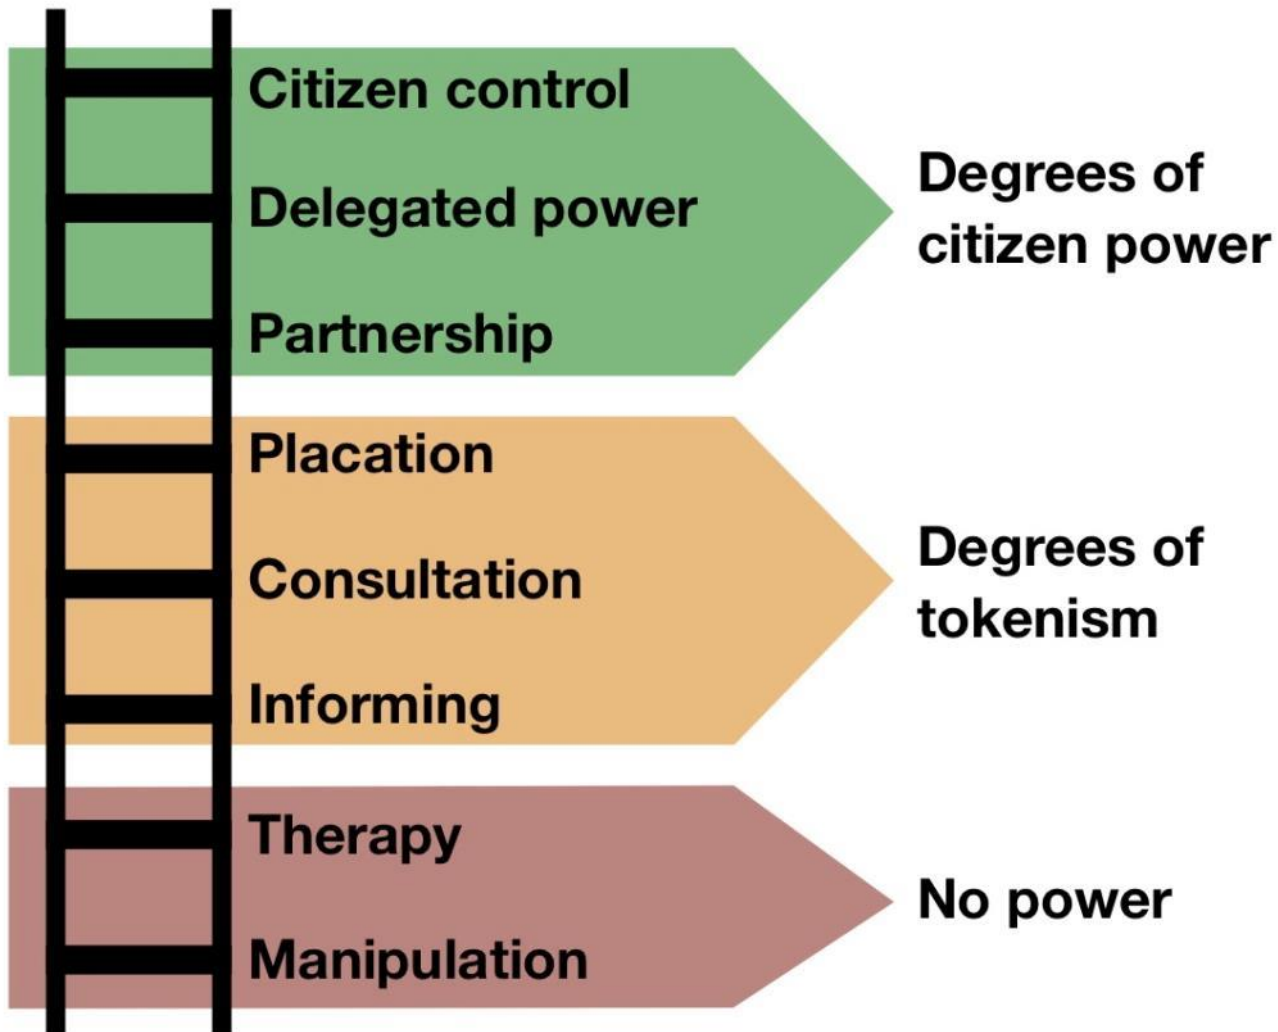 Citizen control
Delegated power
Partnership
Degrees of
citizen power
Placation
Consultation
Informing
Degrees of
tokenism
Therapy
Manipulation
No power